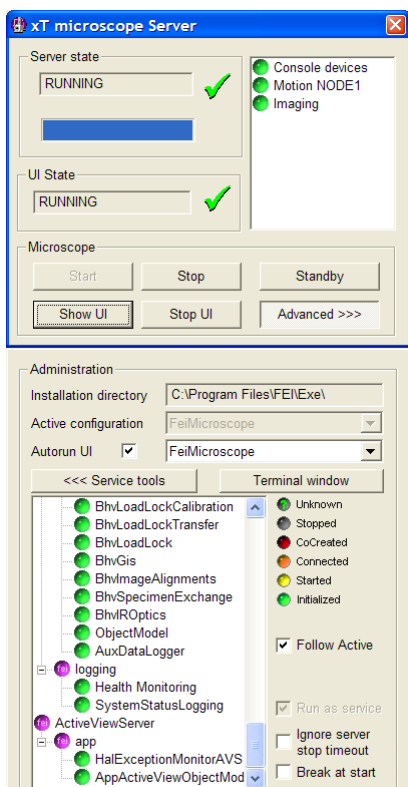 xT microscope Server
Server state
RUNNING
Console devices
Motion NODE1
Imaging
UI State
RUNNING
Microscope
Start Stop Standby
Show UI Stop UI Advanced >>>
Administration
Installation directory C:\Program Files\FEI\Exe\
Active configuration FeiMicroscope
Autorun UI FeiMicroscope
<<< Service tools Terminal window
BhvLoadLockCalibration
BhvLoadLockTransfer
BhvLoadLock
BhvGis
BhvImageAlignments
BhvSpecimenExchange
BhvIROptics
ObjectModel
AuxDataLogger
fei logging
Health Monitoring
SystemStatusLogging
fei ActiveViewServer
fei app
HalExceptionMonitorAVS
AppActiveViewObjectMod
Unknown
Stopped
CoCreated
Connected
Started
Initialized
Follow Active
Run as service
Ignore server
stop timeout
Break at start